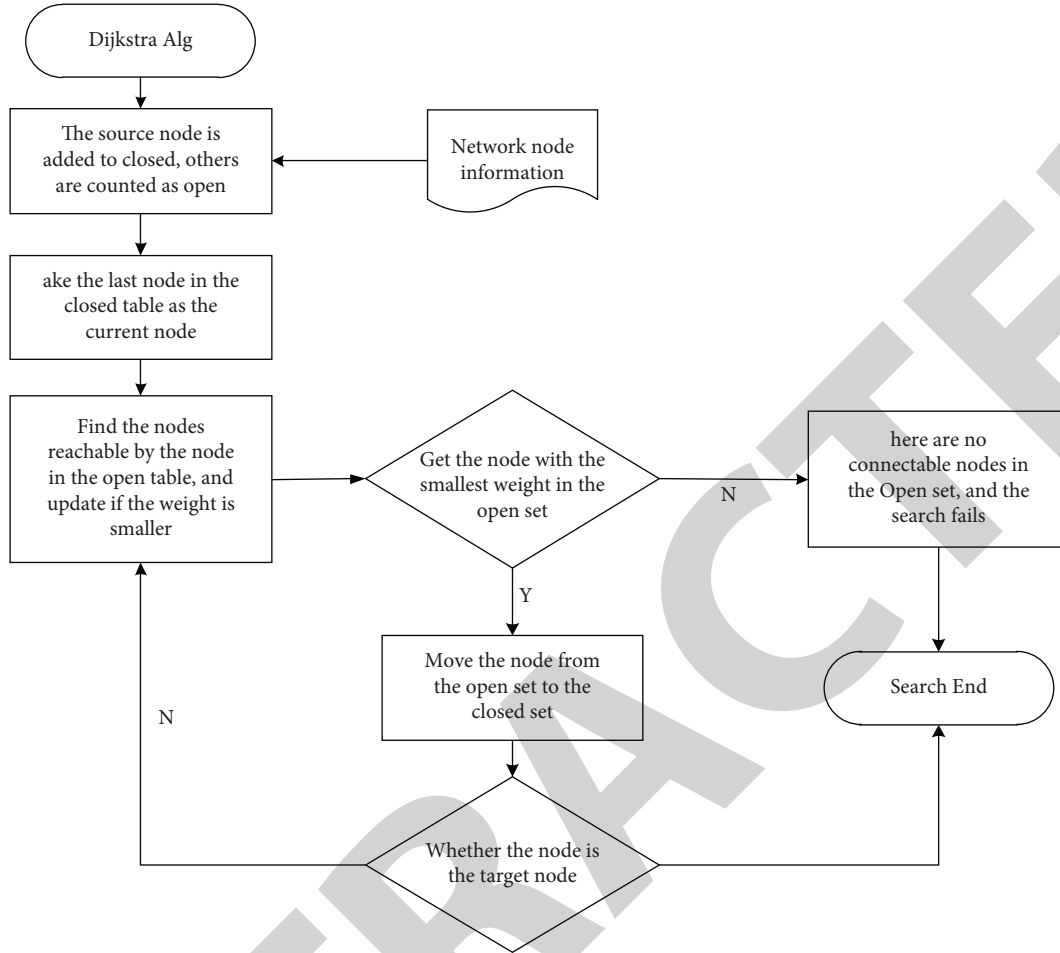 Dijkstra Alg
The source node is
added to closed, others
are counted as open
Network node
information
ake the last node in the
closed table as the
current node
Find the nodes
reachable by the node
in the open table, and
update if the weight is
smaller
Get the node with the
smallest weight in the
open set
N
here are no
connectable nodes in
the Open set, and the
search fails
Y
Move the node from
the open set to the
closed set
Search End
N
Whether the node is
the target node
TRACTE